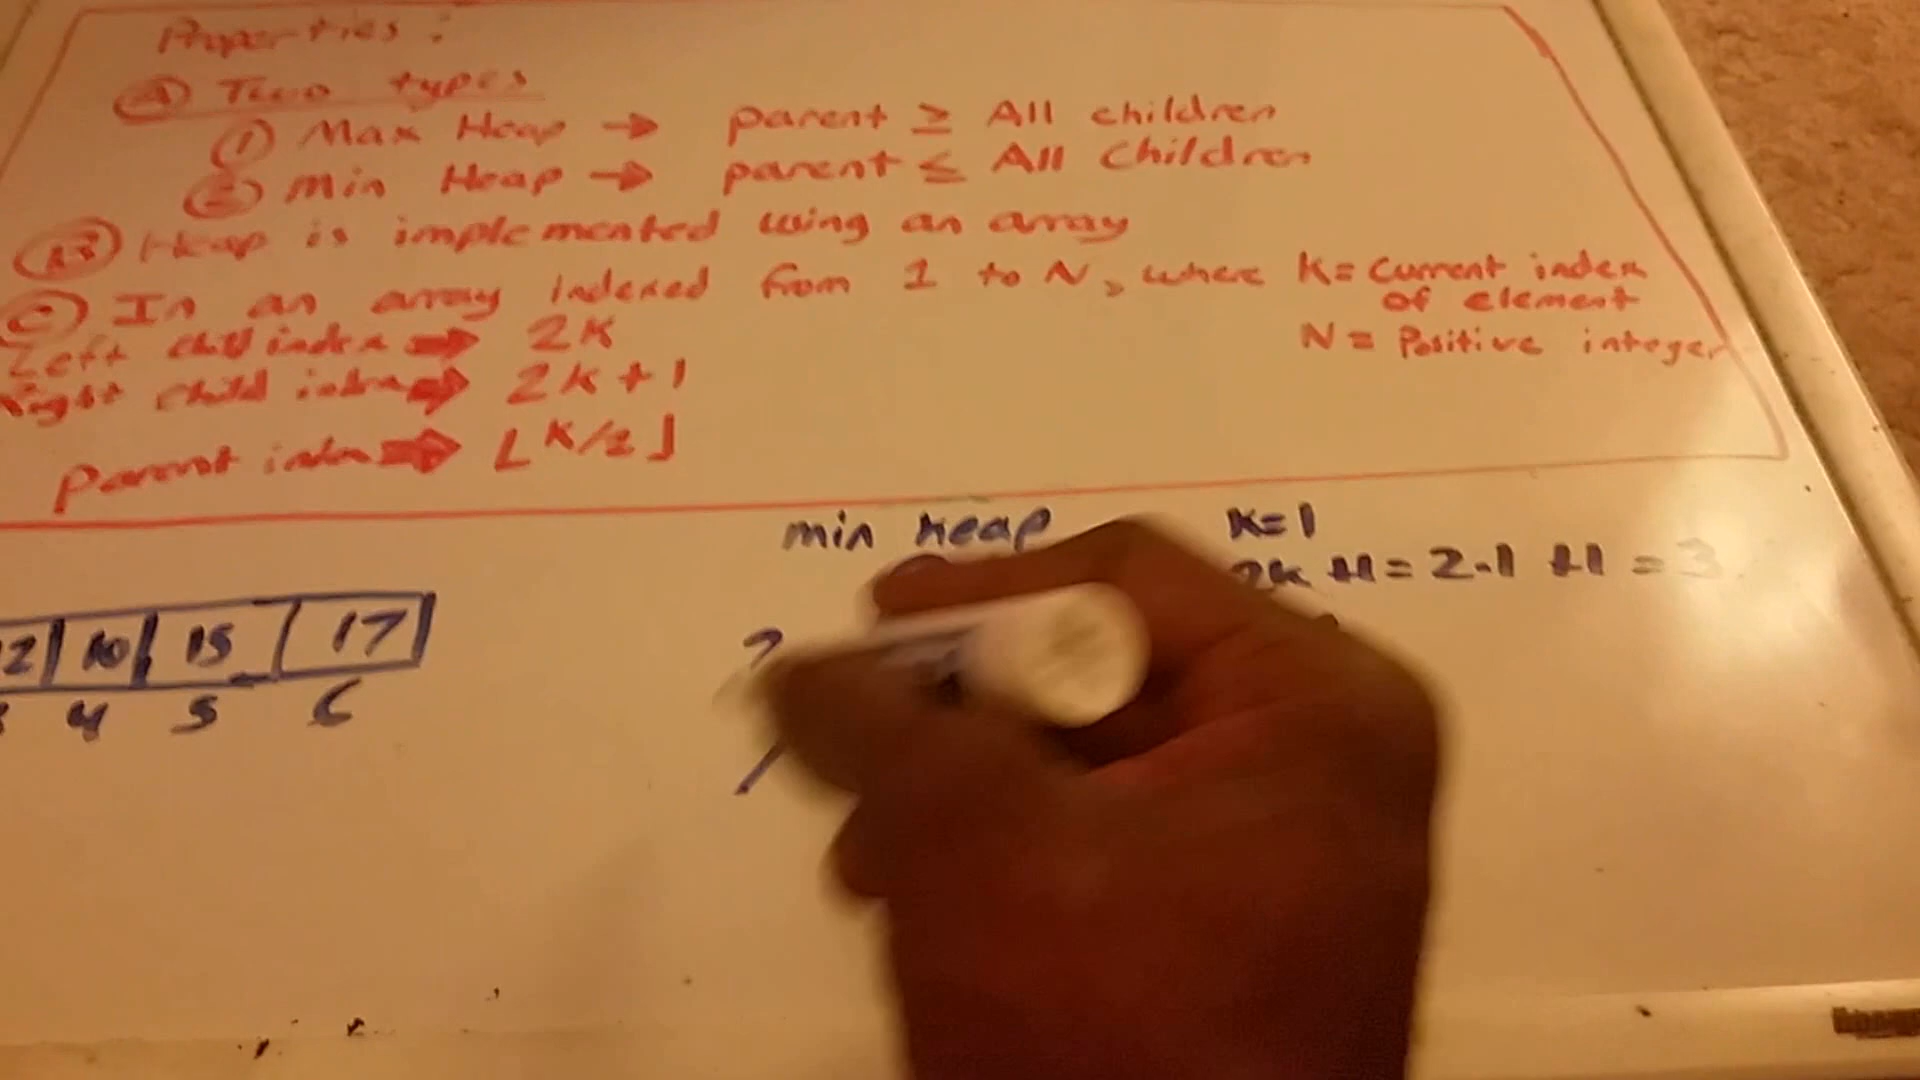 Properties:
(A) Two types
(1) Max Heap → parent ≥ All children
(2) Min Heap → parent ≤ All Children
(B) Heap is implemented using an array
(C) In an array indexed from 1 to N, where K = Current index of element
N = Positive integer
Left child index → 2K
Right child index → 2K + 1
Parent index → ⌊K/2⌋
min heap
K=1
2K +1 = 2·1 +1 = 3
10 15 17
4 5 6